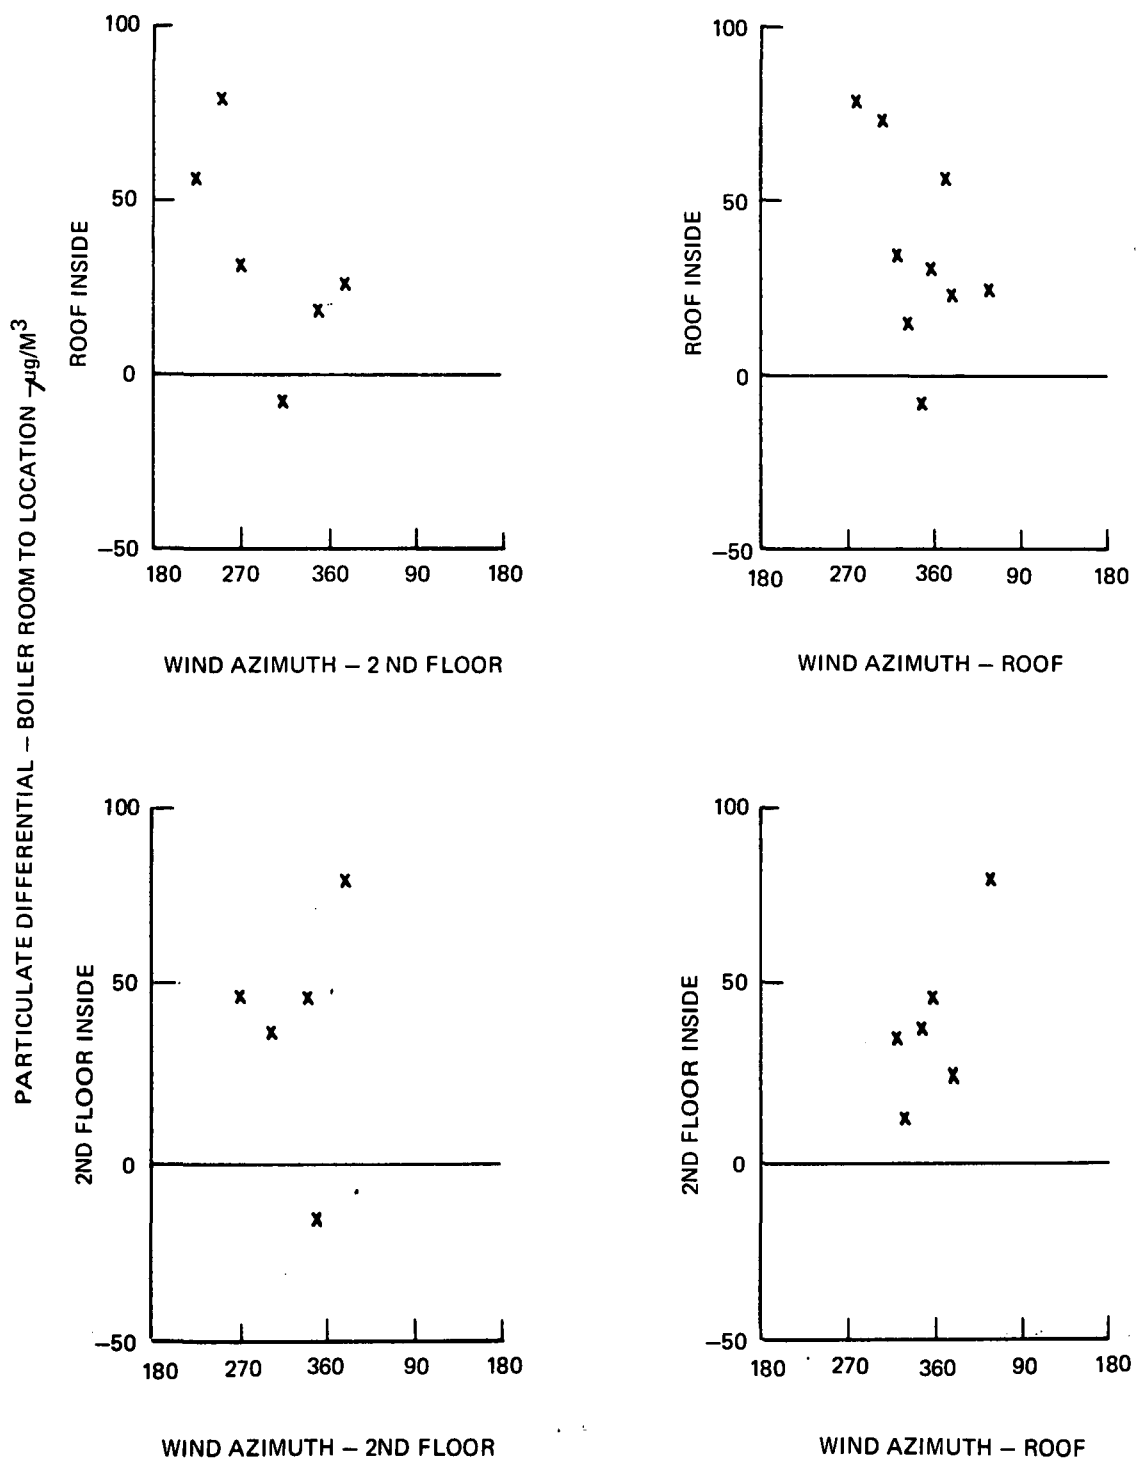 PARTICULATE DIFFERENTIAL – BOILER ROOM TO LOCATION – µg/M³
100
50
0
–50
ROOF INSIDE
180 270 360 90 180
WIND AZIMUTH – 2 ND FLOOR
100
50
0
–50
ROOF INSIDE
180 270 360 90 180
WIND AZIMUTH – ROOF
100
50
0
–50
2ND FLOOR INSIDE
180 270 360 90 180
WIND AZIMUTH – 2ND FLOOR
100
50
0
–50
2ND FLOOR INSIDE
180 270 360 90 180
WIND AZIMUTH – ROOF